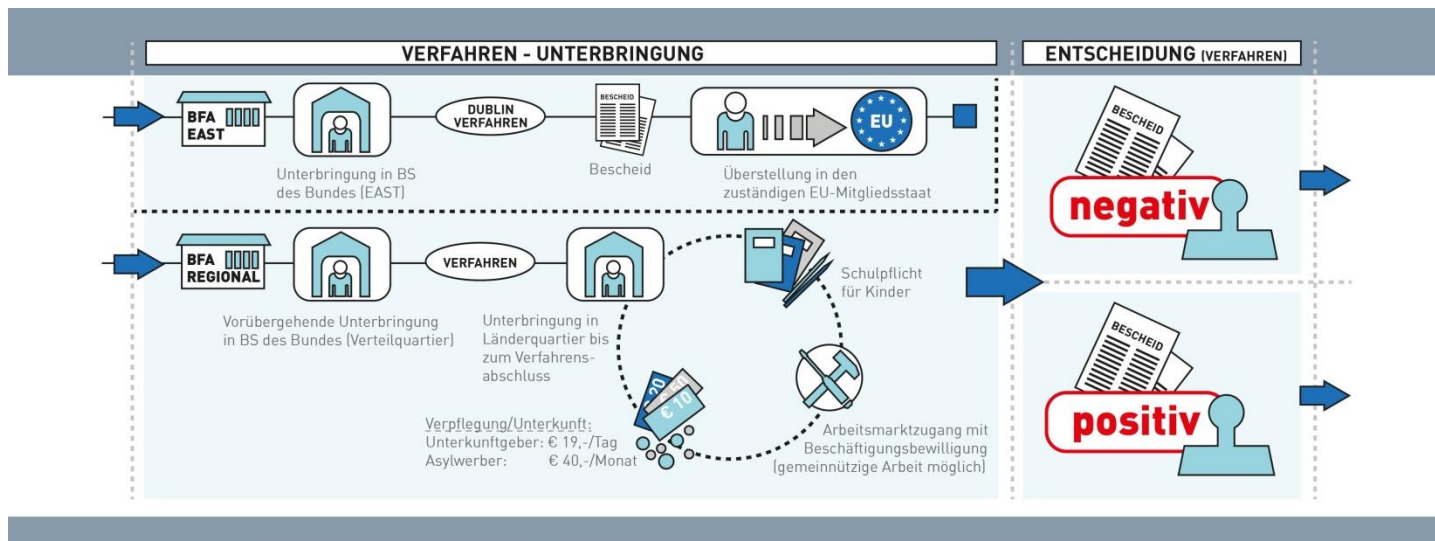 VERFAHREN - UNTERBRINGUNG
ENTSCHEIDUNG (VERFAHREN)
BFA
EAST
Unterbringung in BS
des Bundes (EAST)
DUBLIN
VERFAHREN
BESCHEID
Bescheid
EU
Überstellung in den
zuständigen EU-Mitgliedsstaat
BFA
REGIONAL
Vorübergehende Unterbringung
in BS des Bundes (Verteilquartier)
VERFAHREN
Unterbringung in
Länderquartier bis
zum Verfahrens-
abschluss
Schulpflicht
für Kinder
Arbeitsmarktzugang mit
Beschäftigungsbewilligung
(gemeinnützige Arbeit möglich)
€ 20
50
€ 10
Verpflegung/Unterkunft:
Unterkunftgeber: € 19,-/Tag
Asylwerber: € 40,-/Monat
BESCHEID
negativ
BESCHEID
positiv